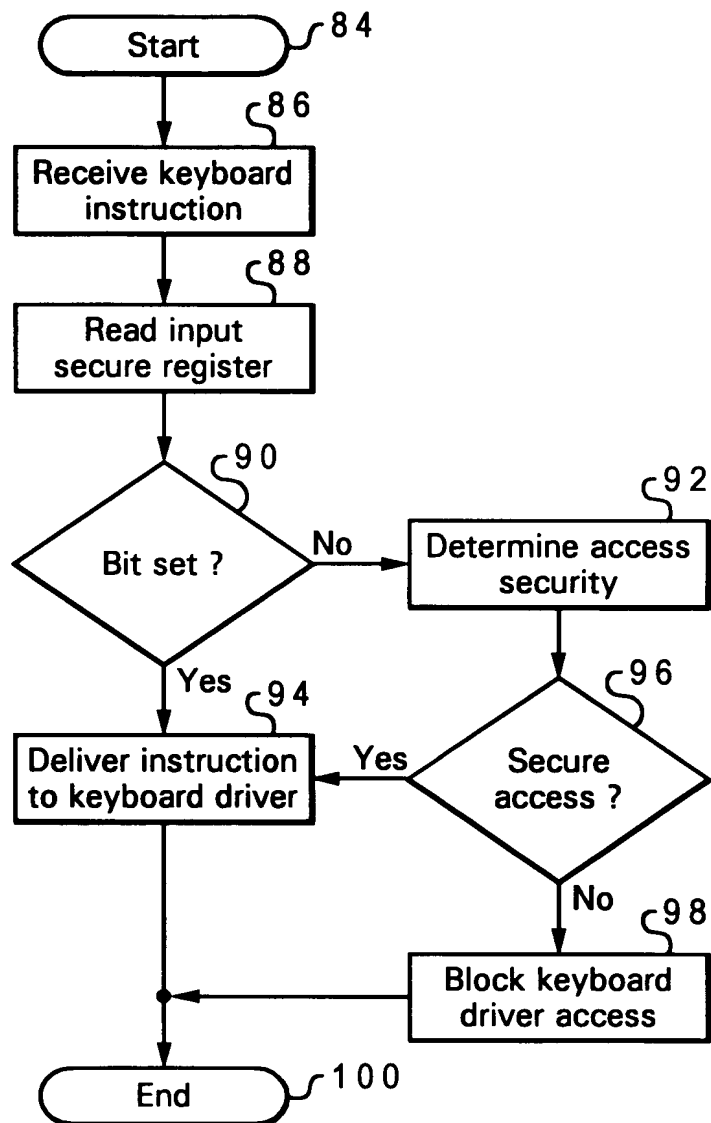 Start
84
86
Receive keyboard
instruction
88
Read input
secure register
90
Bit set ?
No
92
Determine access
security
Yes
94
Deliver instruction
to keyboard driver
Yes
96
Secure
access ?
No
98
Block keyboard
driver access
End
100